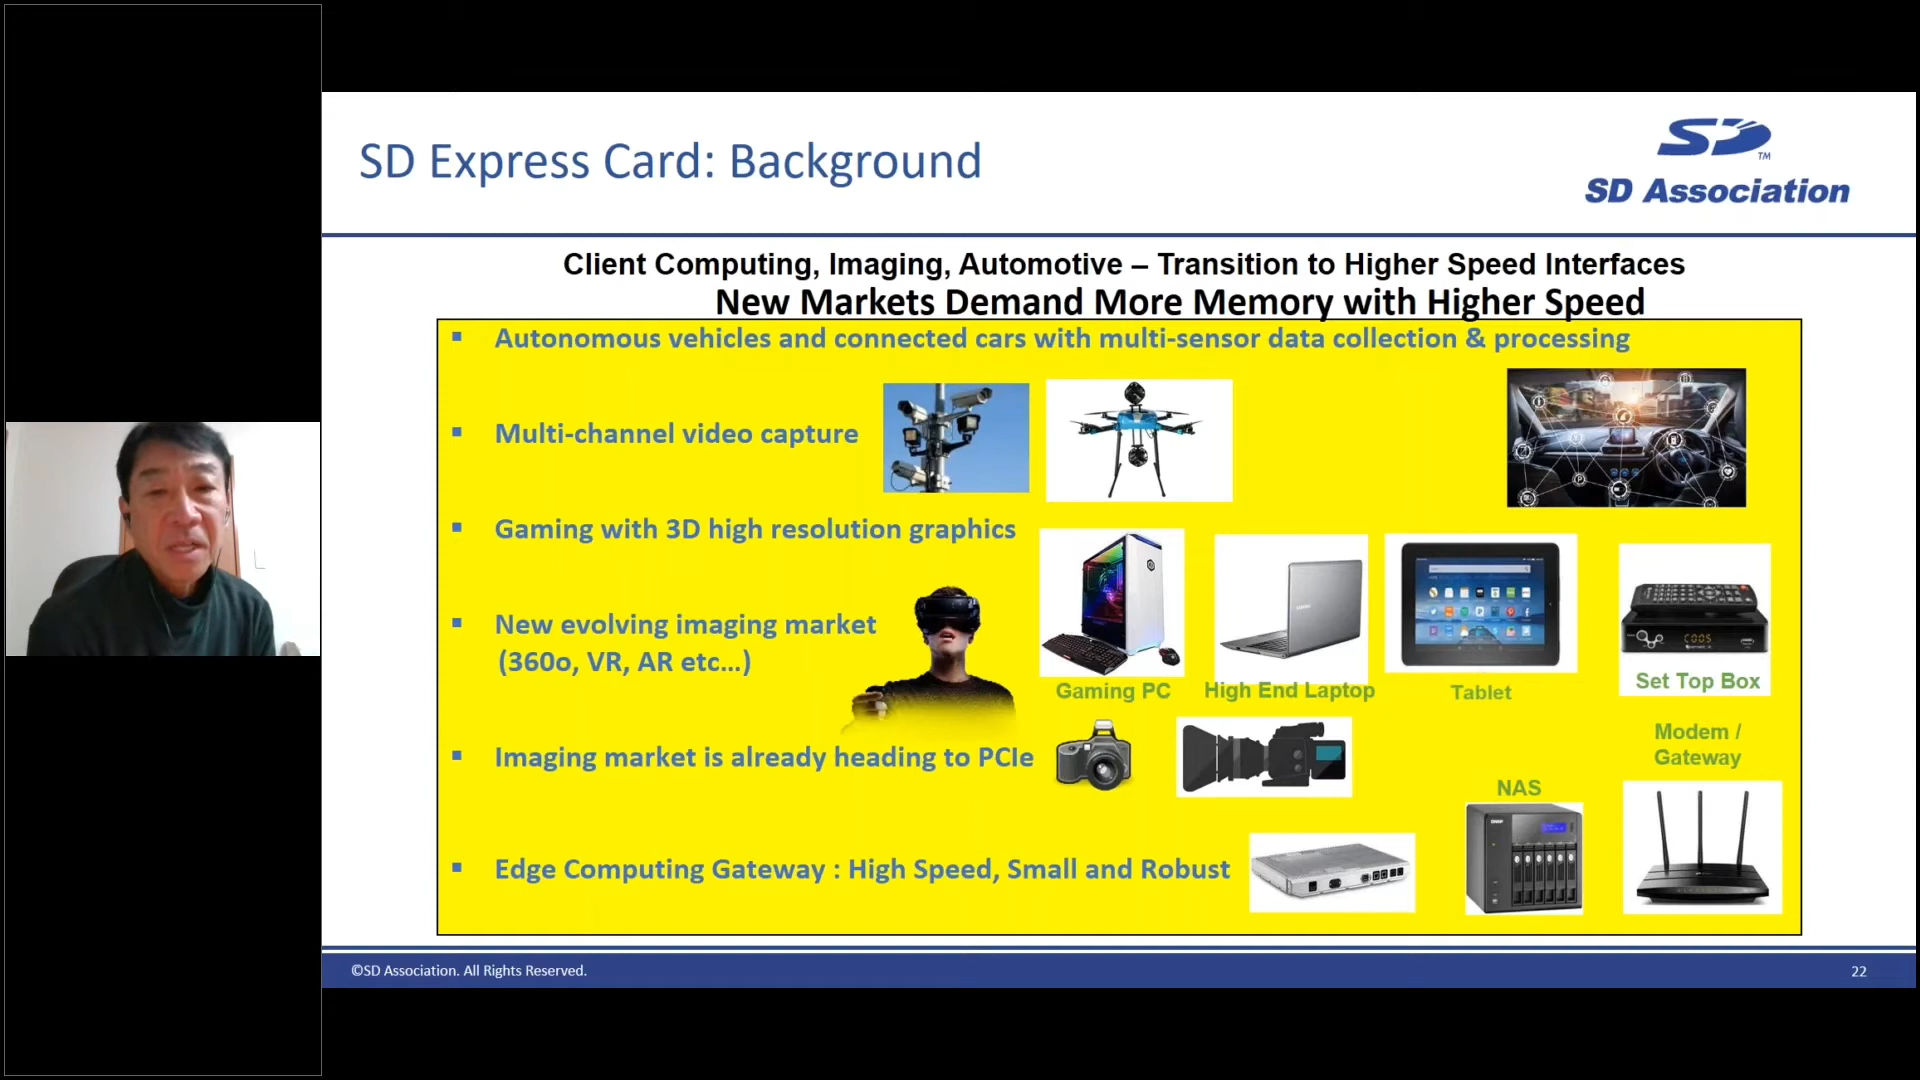 SD Express Card: Background
SD
TM
SD Association
Client Computing, Imaging, Automotive – Transition to Higher Speed Interfaces
New Markets Demand More Memory with Higher Speed
▪ Autonomous vehicles and connected cars with multi-sensor data collection & processing
▪ Multi-channel video capture
▪ Gaming with 3D high resolution graphics
▪ New evolving imaging market
(360o, VR, AR etc...)
Gaming PC
High End Laptop
Tablet
C005
Set Top Box
▪ Imaging market is already heading to PCIe
Modem /
Gateway
NAS
▪ Edge Computing Gateway : High Speed, Small and Robust
©SD Association. All Rights Reserved.
22